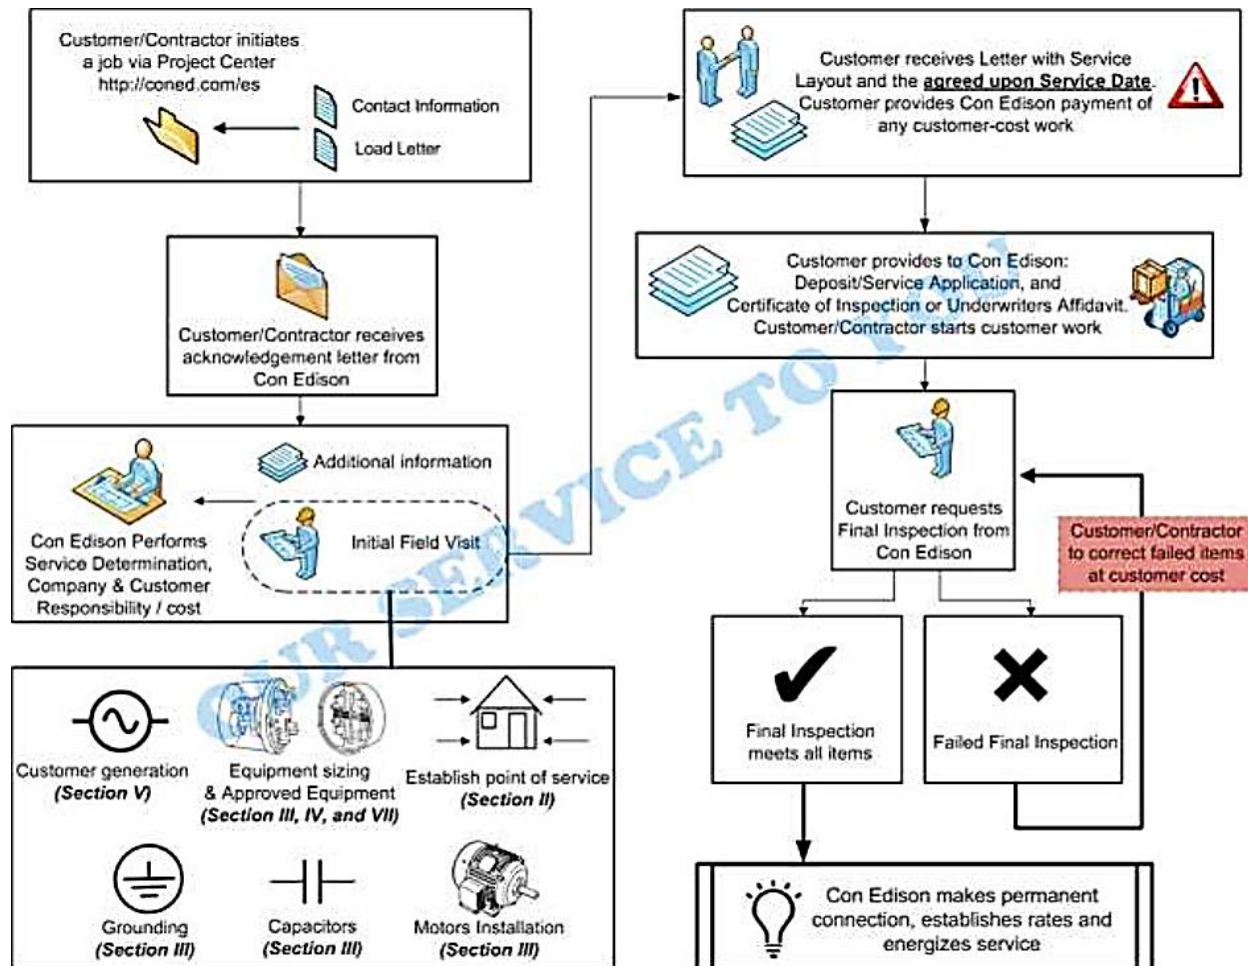 Customer/Contractor initiates
a job via Project Center
http://coned.com/es
Contact Information
Load Letter
Customer/Contractor receives
acknowledgement letter from
Con Edison
Additional information
Initial Field Visit
Con Edison Performs
Service Determination,
Company & Customer
Responsibility / cost
Customer generation
(Section V)
Equipment sizing
& Approved Equipment
(Section III, IV, and VII)
Establish point of service
(Section II)
Grounding
(Section III)
Capacitors
(Section III)
Motors Installation
(Section III)
Customer receives Letter with Service
Layout and the agreed upon Service Date.
Customer provides Con Edison payment of
any customer-cost work
Customer provides to Con Edison:
Deposit/Service Application, and
Certificate of Inspection or Underwriters Affidavit.
Customer/Contractor starts customer work
Customer requests
Final Inspection from
Con Edison
Customer/Contractor
to correct failed items
at customer cost
Final Inspection
meets all items
Failed Final Inspection
Con Edison makes permanent
connection, establishes rates and
energizes service
OUR SERVICE TO YOU